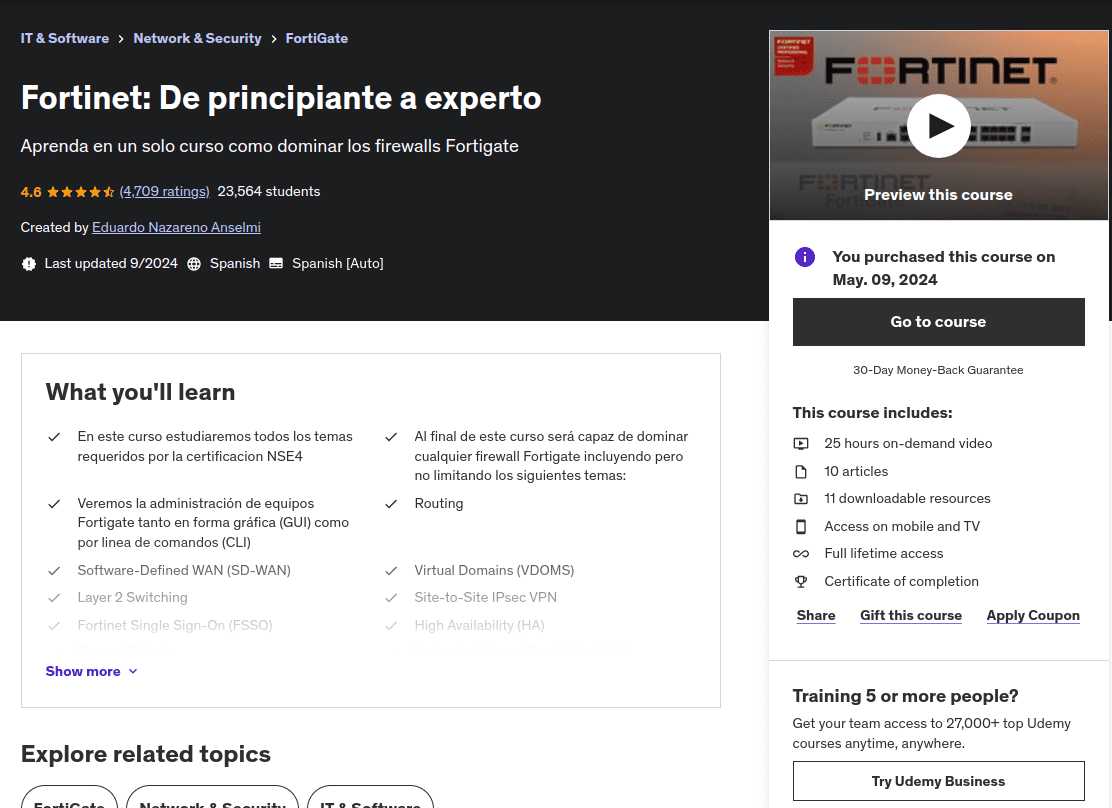 IT & Software > Network & Security > FortiGate
Fortinet: De principiante a experto
Aprenda en un solo curso como dominar los firewalls Fortigate
4.6 (4,709 ratings) 23,564 students
Created by Eduardo Nazareno Anselmi
Last updated 9/2024 Spanish Spanish [Auto]
FORTINET
FORTINET
Preview this course
You purchased this course on
May. 09, 2024
Go to course
30-Day Money-Back Guarantee
This course includes:
25 hours on-demand video
10 articles
11 downloadable resources
Access on mobile and TV
Full lifetime access
Certificate of completion
Share Gift this course Apply Coupon
Training 5 or more people?
Get your team access to 27,000+ top Udemy
courses anytime, anywhere.
Try Udemy Business
What you'll learn
En este curso estudiaremos todos los temas
requeridos por la certificacion NSE4
Al final de este curso será capaz de dominar
cualquier firewall Fortigate incluyendo pero
no limitando los siguientes temas:
Veremos la administración de equipos
Fortigate tanto en forma gráfica (GUI) como
por linea de comandos (CLI)
Routing
Software-Defined WAN (SD-WAN)
Virtual Domains (VDOMS)
Layer 2 Switching
Site-to-Site IPsec VPN
Fortinet Single Sign-On (FSSO)
High Availability (HA)
Show more
Explore related topics
FortiGate
Network & Security
IT & Software